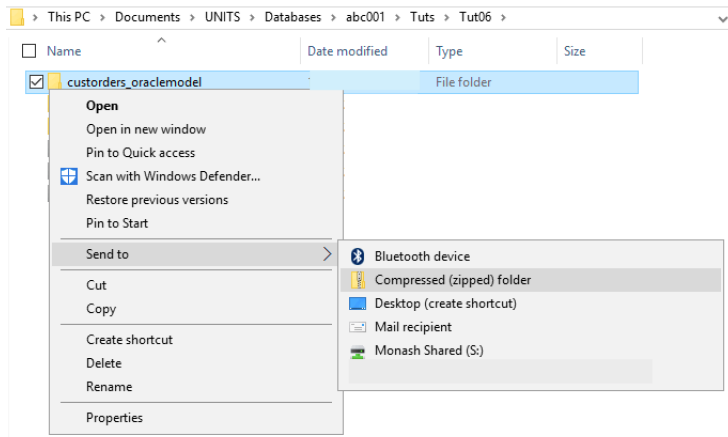 > This PC > Documents > UNITS > Databases > abc001 > Tuts > Tut06 >
Name Date modified Type Size
custorders_oraclemodel File folder
Open
Open in new window
Pin to Quick access
Scan with Windows Defender...
Restore previous versions
Pin to Start
Send to
Cut
Copy
Create shortcut
Delete
Rename
Properties
Bluetooth device
Compressed (zipped) folder
Desktop (create shortcut)
Mail recipient
Monash Shared (S:)